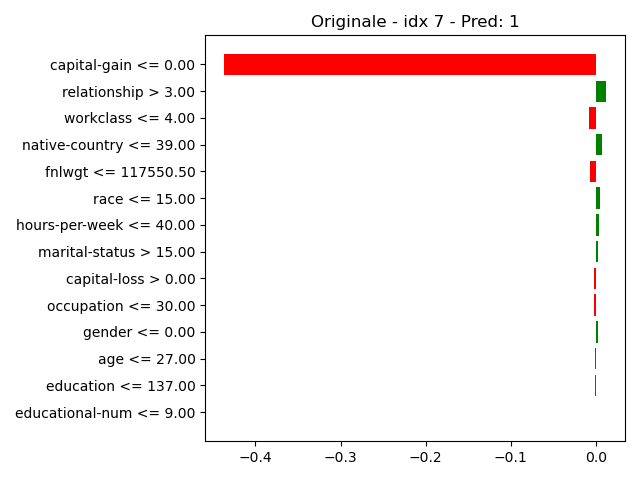 Originale - idx 7 - Pred: 1
capital-gain <= 0.00
relationship > 3.00
workclass <= 4.00
native-country <= 39.00
fnlwgt <= 117550.50
race <= 15.00
hours-per-week <= 40.00
marital-status > 15.00
capital-loss > 0.00
occupation <= 30.00
gender <= 0.00
age <= 27.00
education <= 137.00
educational-num <= 9.00
−0.4 −0.3 −0.2 −0.1 0.0